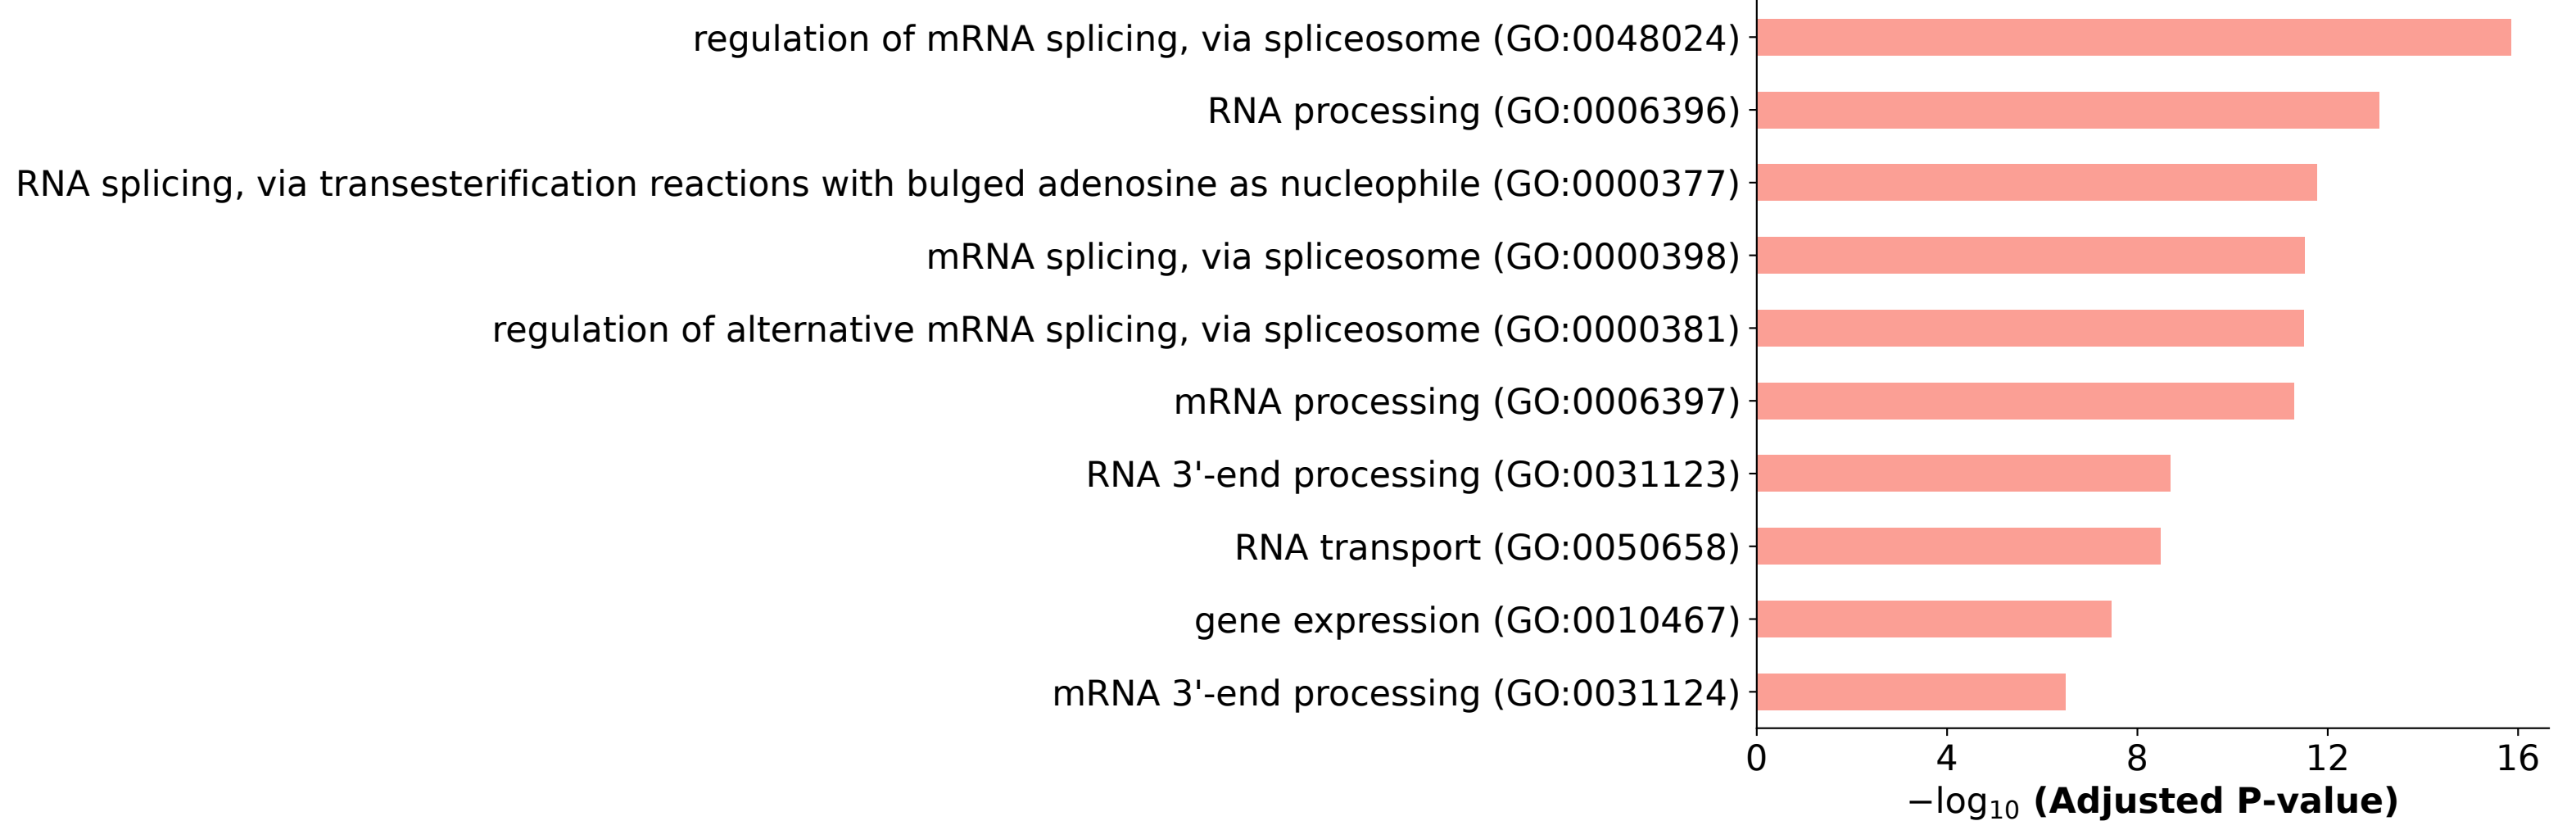 regulation of mRNA splicing, via spliceosome (GO:0048024)
RNA processing (GO:0006396)
RNA splicing, via transesterification reactions with bulged adenosine as nucleophile (GO:0000377)
mRNA splicing, via spliceosome (GO:0000398)
regulation of alternative mRNA splicing, via spliceosome (GO:0000381)
mRNA processing (GO:0006397)
RNA 3'-end processing (GO:0031123)
RNA transport (GO:0050658)
gene expression (GO:0010467)
mRNA 3'-end processing (GO:0031124)
0 4 8 12 16
−log₁₀ (Adjusted P-value)